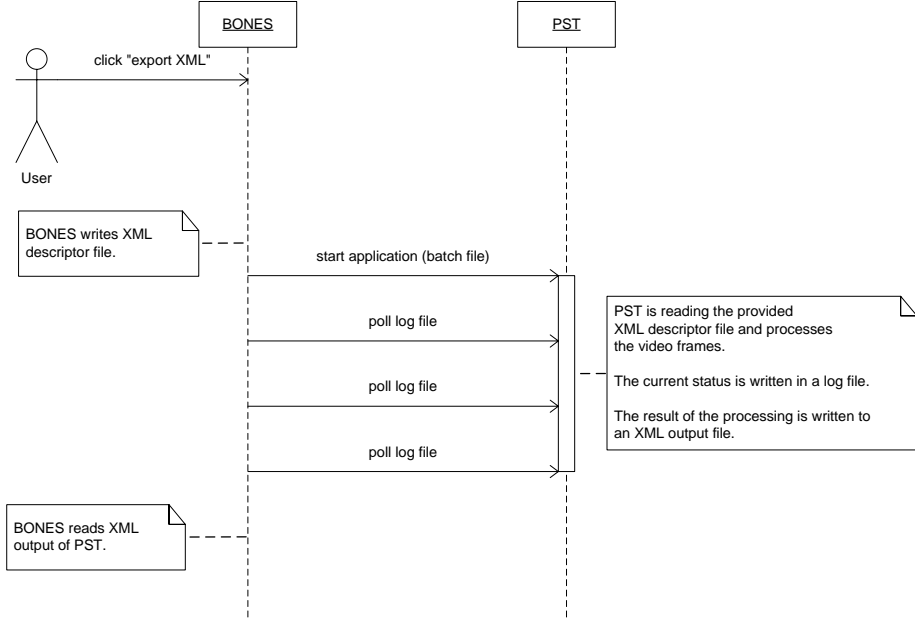 BONES
PST
click "export XML"
User
BONES writes XML
descriptor file.
start application (batch file)
poll log file
PST is reading the provided
XML descriptor file and processes
the video frames.
The current status is written in a log file.
The result of the processing is written to
an XML output file.
poll log file
poll log file
BONES reads XML
output of PST.